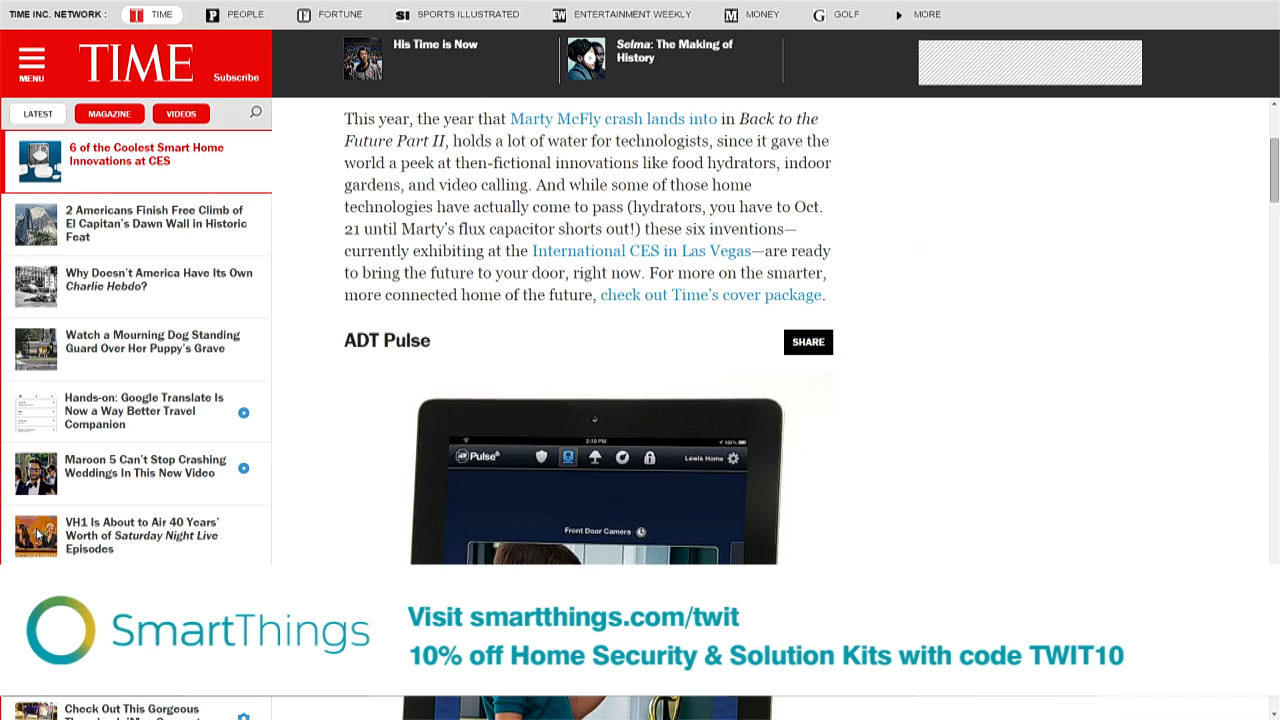 TIME INC. NETWORK :
TIME
PEOPLE
FORTUNE
SPORTS ILLUSTRATED
ENTERTAINMENT WEEKLY
MONEY
GOLF
MORE
MENU
TIME
Subscribe
His Time is Now
Selma: The Making of
History
LATEST
MAGAZINE
VIDEOS
6 of the Coolest Smart Home
Innovations at CES
2 Americans Finish Free Climb of
El Capitan's Dawn Wall in Historic
Feat
Why Doesn't America Have Its Own
Charlie Hebdo?
Watch a Mourning Dog Standing
Guard Over Her Puppy's Grave
Hands-on: Google Translate Is
Now a Way Better Travel
Companion
Maroon 5 Can't Stop Crashing
Weddings In This New Video
VH1 Is About to Air 40 Years'
Worth of Saturday Night Live
Episodes
This year, the year that Marty McFly crash lands into in Back to the
Future Part II, holds a lot of water for technologists, since it gave the
world a peek at then-fictional innovations like food hydrators, indoor
gardens, and video calling. And while some of those home
technologies have actually come to pass (hydrators, you have to Oct.
21 until Marty's flux capacitor shorts out!) these six inventions—
currently exhibiting at the International CES in Las Vegas—are ready
to bring the future to your door, right now. For more on the smarter,
more connected home of the future, check out Time's cover package.
ADT Pulse
SHARE
2:10 PM
100%
Pulse
Lewis Home
Front Door Camera
SmartThings
Visit smartthings.com/twit
10% off Home Security & Solution Kits with code TWIT10
Check Out This Gorgeous